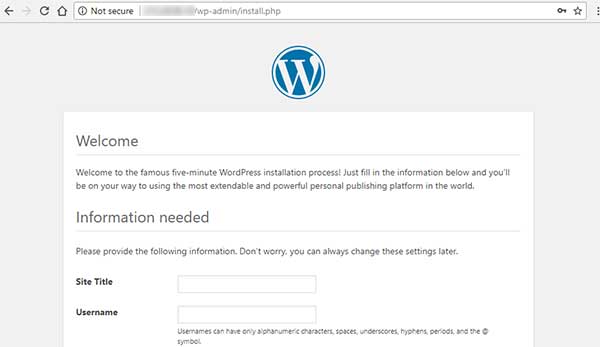 Not secure /wp-admin/install.php
Welcome
Welcome to the famous five-minute WordPress installation process! Just fill in the information below and you'll
be on your way to using the most extendable and powerful personal publishing platform in the world.
Information needed
Please provide the following information. Don't worry, you can always change these settings later.
Site Title
Username
Usernames can have only alphanumeric characters, spaces, underscores, hyphens, periods, and the @
symbol.